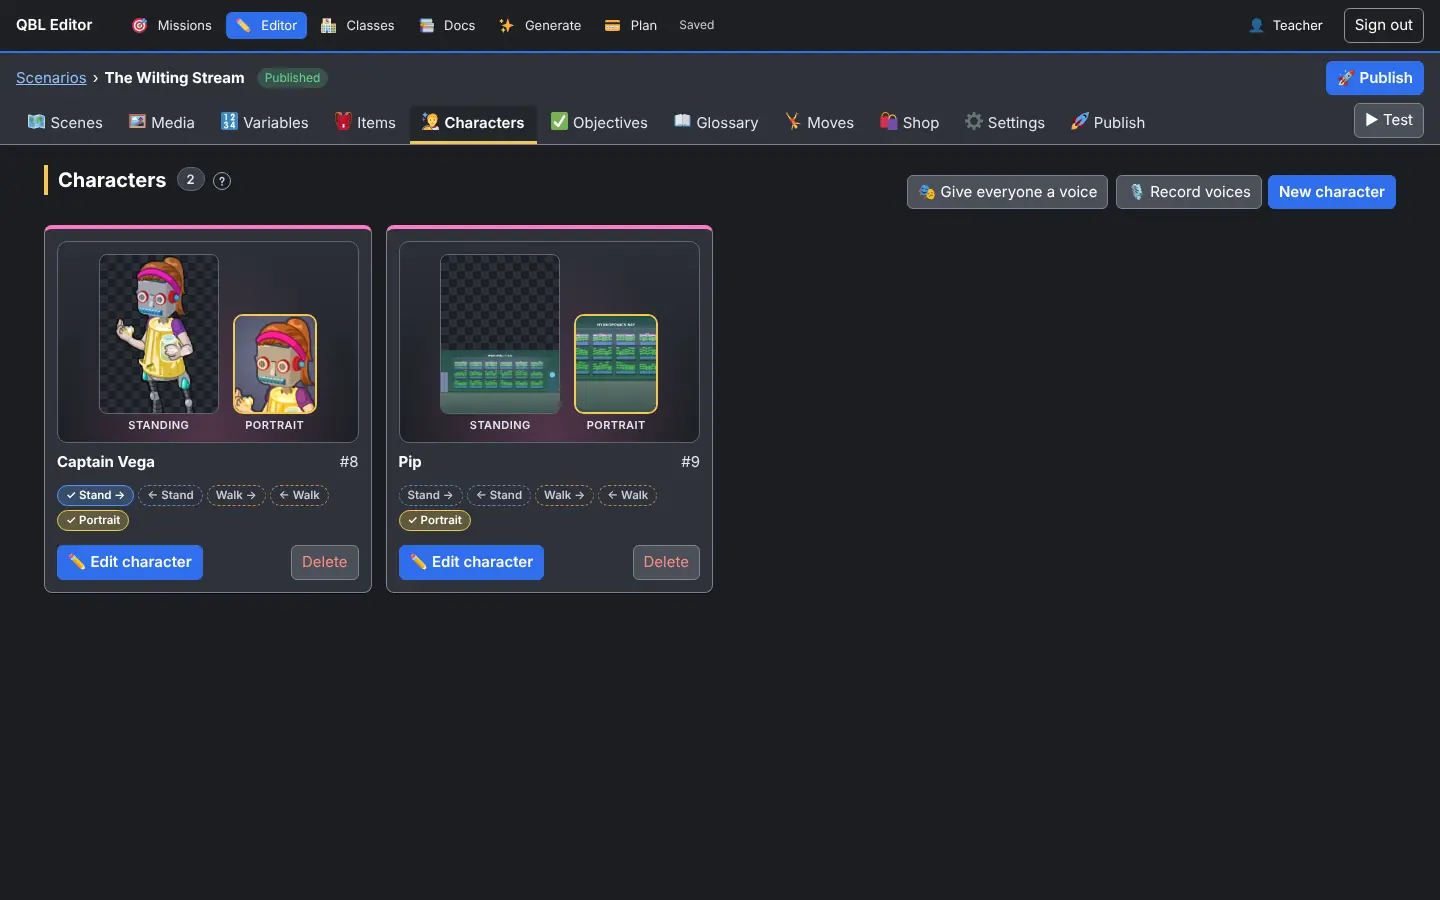 QBL Editor
Missions
Editor
Classes
Docs
Generate
Plan
Saved
Teacher
Sign out
Scenarios › The Wilting Stream
Published
Publish
Scenes
Media
Variables
Items
Characters
Objectives
Glossary
Moves
Shop
Settings
Publish
▶ Test
Characters 2 ?
Give everyone a voice
Record voices
New character
STANDING
PORTRAIT
Captain Vega #8
✓ Stand → ← Stand Walk → ← Walk
✓ Portrait
Edit character
Delete
HYDROPONICS BAY
STANDING
PORTRAIT
Pip #9
Stand → ← Stand Walk → ← Walk
✓ Portrait
Edit character
Delete